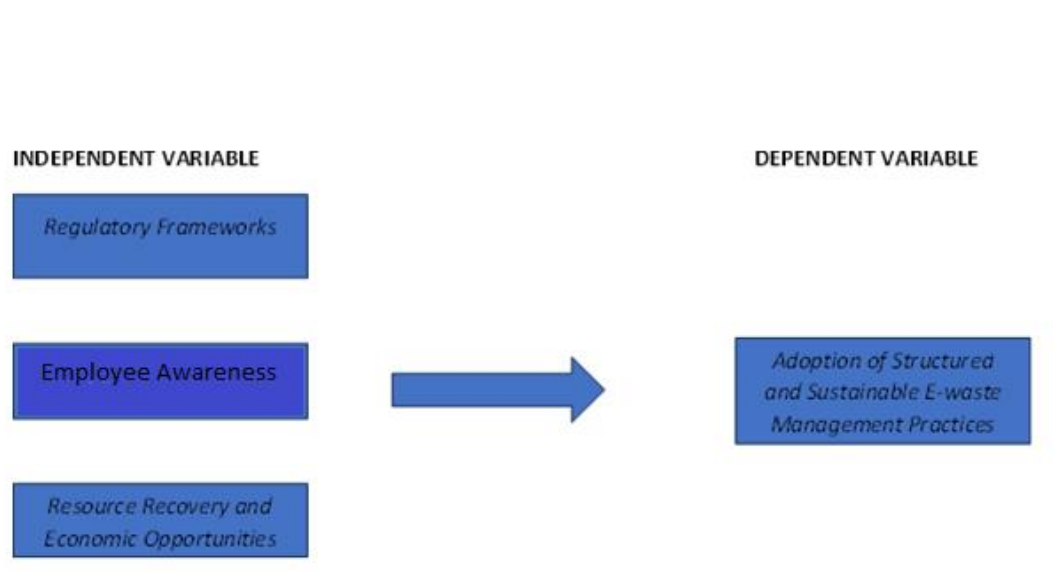 INDEPENDENT VARIABLE
DEPENDENT VARIABLE
Regulatory Frameworks
Employee Awareness
Adoption of Structured
and Sustainable E-waste
Management Practices
Resource Recovery and
Economic Opportunities